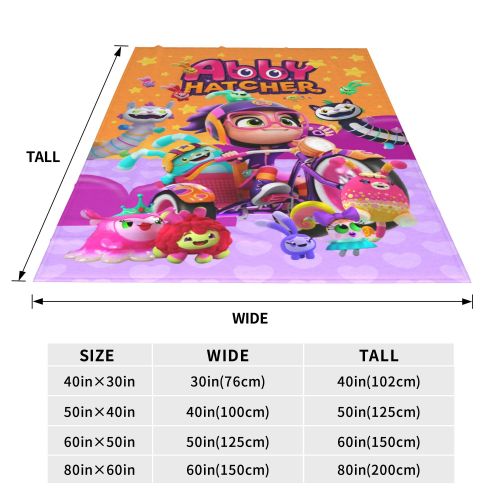 Abby
HATCHER
TALL
WIDE
SIZE WIDE TALL
40in×30in 30in(76cm) 40in(102cm)
50in×40in 40in(100cm) 50in(125cm)
60in×50in 50in(125cm) 60in(150cm)
80in×60in 60in(150cm) 80in(200cm)